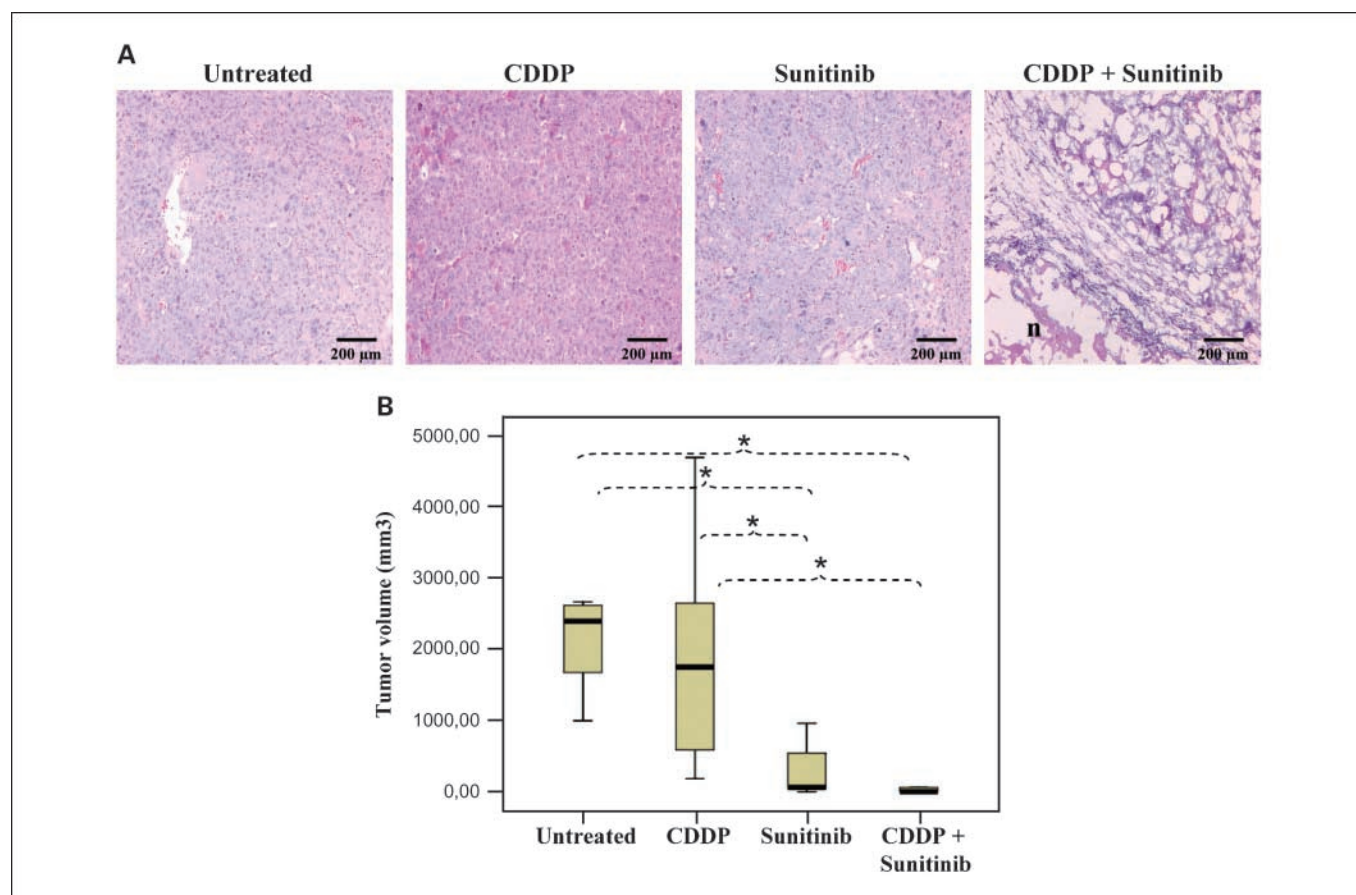 A
Untreated
CDDP
Sunitinib
CDDP + Sunitinib
200 µm
200 µm
200 µm
n
200 µm
B
Tumor volume (mm3)
5000,00
4000,00
3000,00
2000,00
1000,00
0,00
*
*
*
*
Untreated
CDDP
Sunitinib
CDDP +
Sunitinib